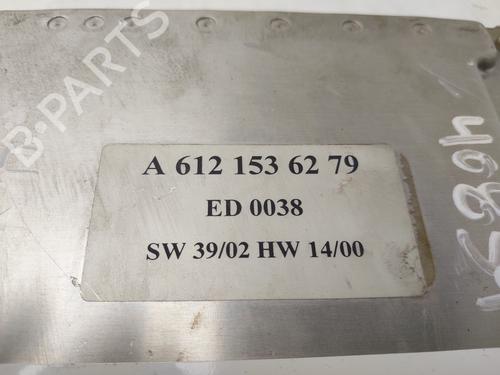 B-PARTS
A 612 153 62 79
ED 0038
SW 39/02 HW 14/00